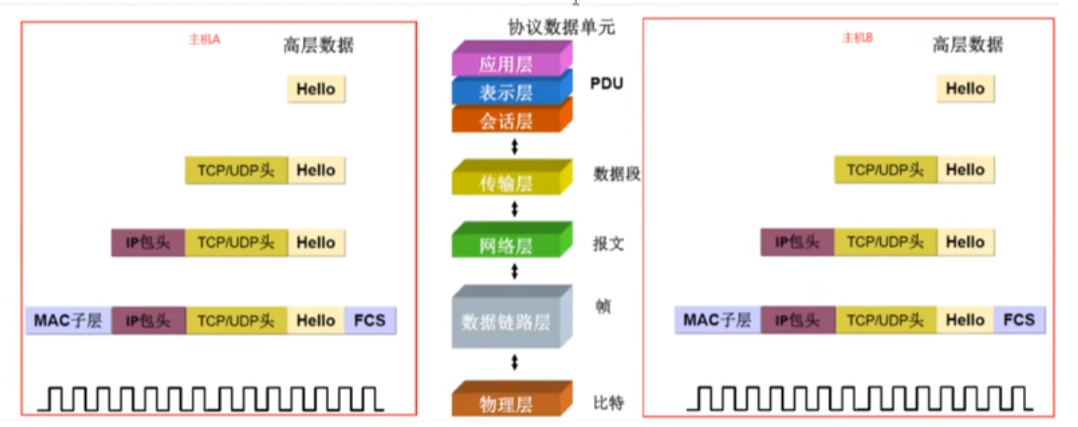 主机A
高层数据
Hello
TCP/UDP头 Hello
IP包头 TCP/UDP头 Hello
MAC子层 IP包头 TCP/UDP头 Hello FCS
协议数据单元
应用层
表示层
会话层
PDU
传输层
数据段
网络层
报文
数据链路层
帧
物理层
比特
主机B
高层数据
Hello
TCP/UDP头 Hello
IP包头 TCP/UDP头 Hello
MAC子层 IP包头 TCP/UDP头 Hello FCS